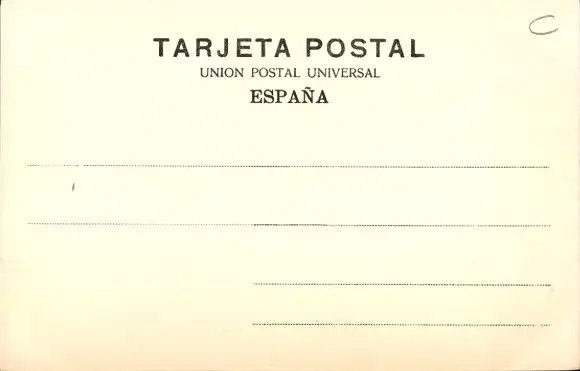 C
TARJETA POSTAL
UNION POSTAL UNIVERSAL
ESPAÑA